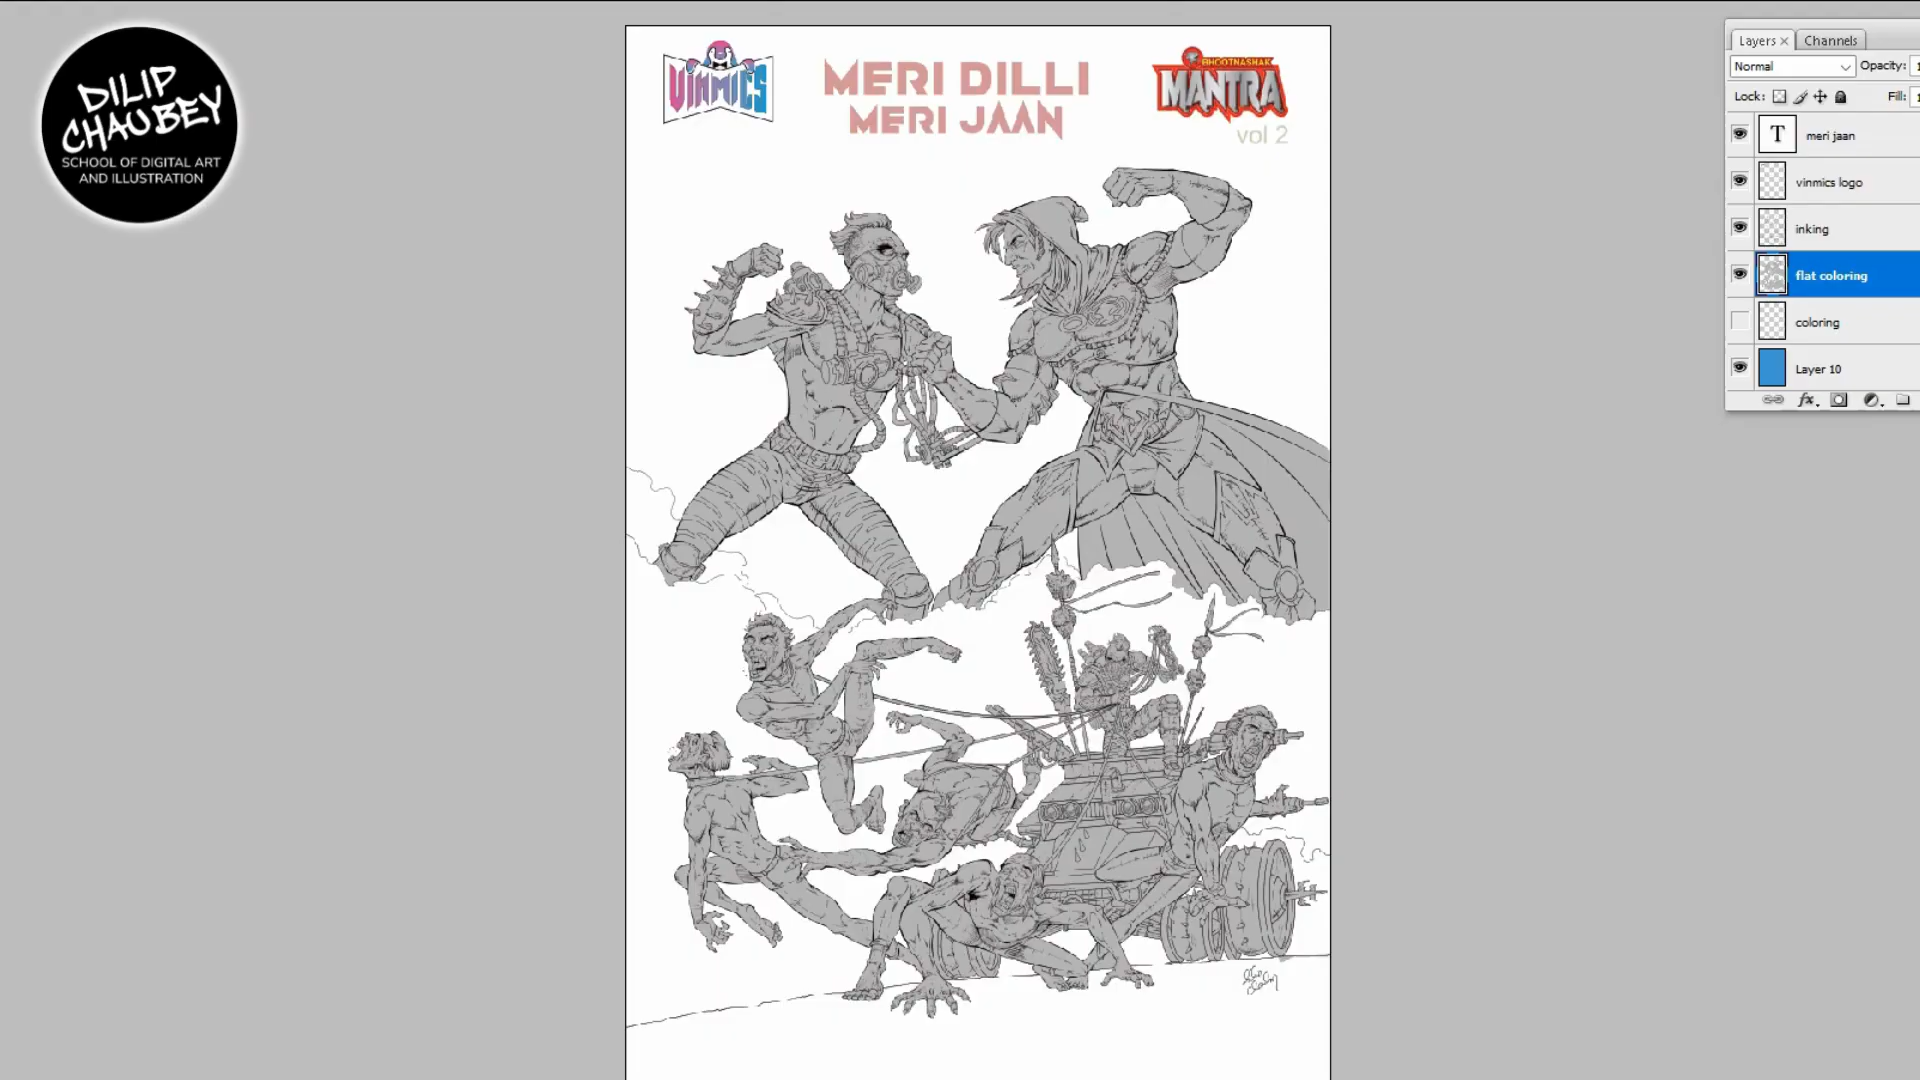 DILIP
CHAUBEY
SCHOOL OF DIGITAL ART
AND ILLUSTRATION
VINMICS
MERI DILLI
MERI JAAN
BHOOTNASHAK
MANTRA
vol 2
Layers
Channels
Normal
Opacity:
Lock:
Fill:
T
meri jaan
vinmics logo
inking
flat coloring
coloring
Layer 10
fx